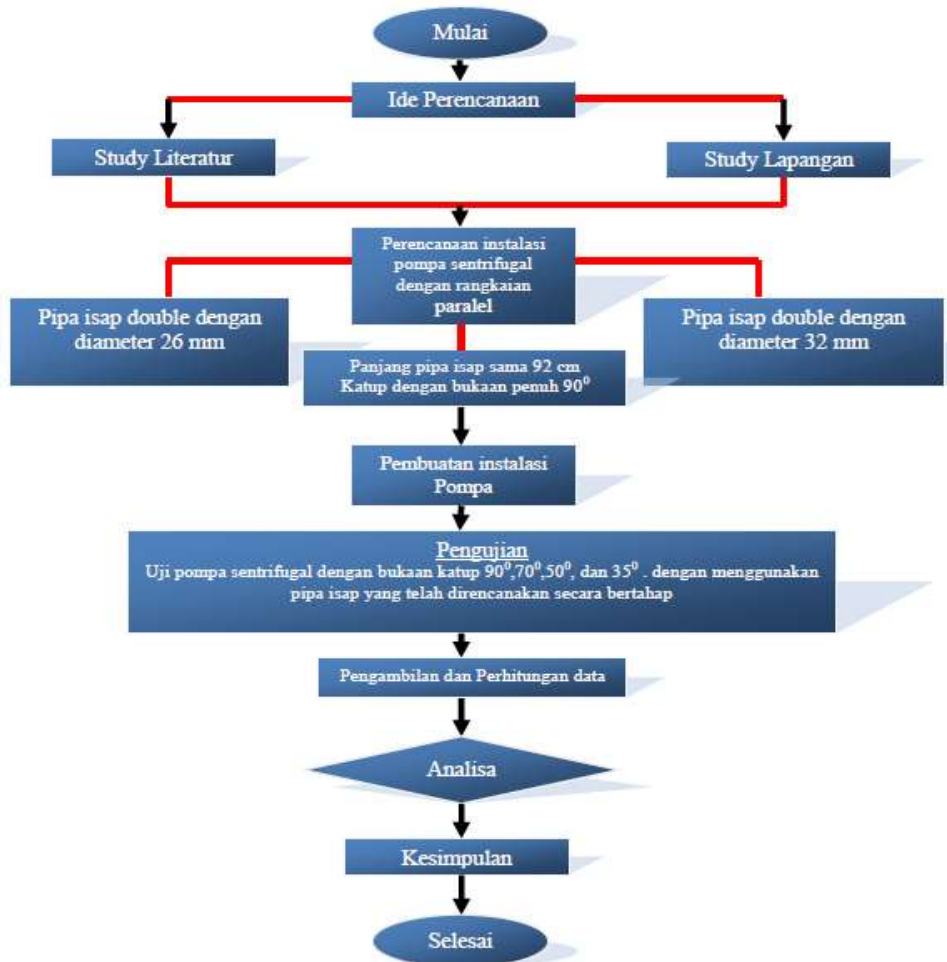 Mulai
Ide Perencanaan
Study Literatur
Study Lapangan
Perencanaan instalasi
pompa sentrifugal
dengan rangkaian
paralel
Pipa isap double dengan
diameter 26 mm
Pipa isap double dengan
diameter 32 mm
Panjang pipa isap sama 92 cm
Katup dengan bukaan penuh 90⁰
Pembuatan instalasi
Pompa
Pengujian
Uji pompa sentrifugal dengan bukaan katup 90⁰,70⁰,50⁰, dan 35⁰ . dengan menggunakan
pipa isap yang telah direncanakan secara bertahap
Pengambilan dan Perhitungan data
Analisa
Kesimpulan
Selesai